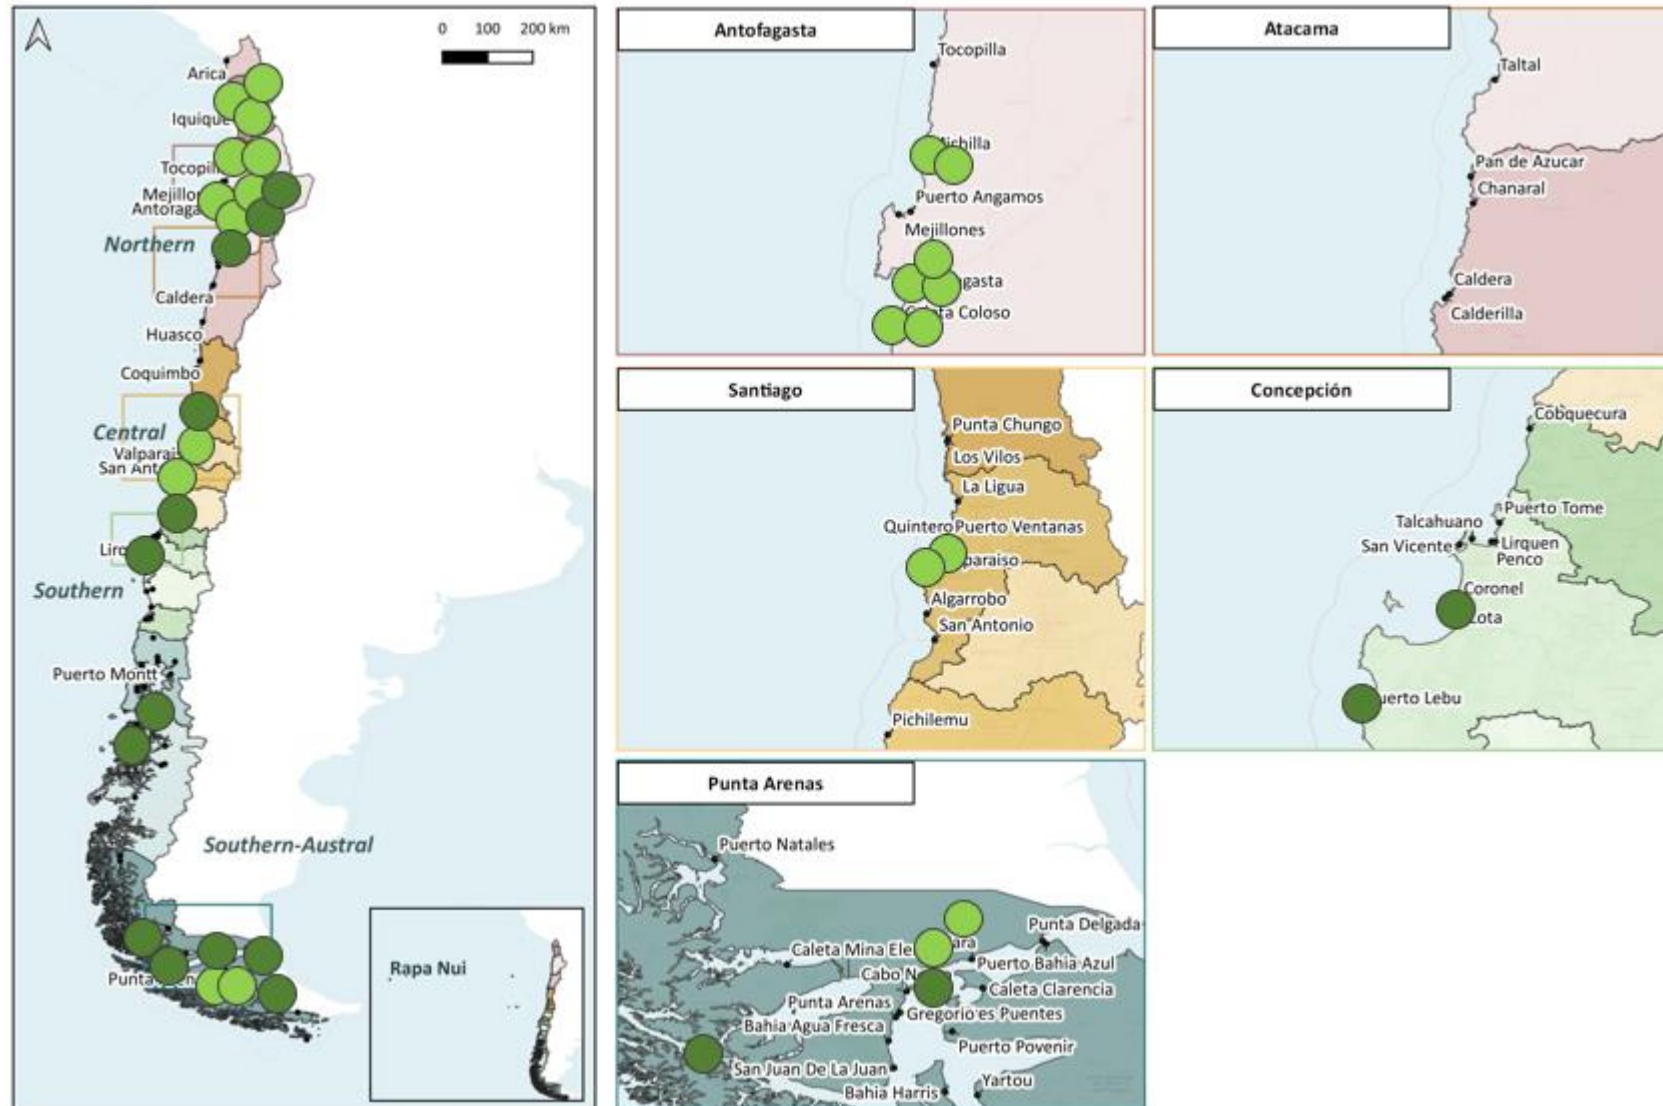 0 100 200 km
Arica
Iquique
Tocopill
Mejillor
Antofaga
Northern
Caldera
Huasco
Coquimbo
Central
Valparais
San Ant
Lirq
Southern
Puerto Montt
Southern-Austral
Punta
Rapa Nui
Antofagasta
Tocopilla
Puerto Angamos
Mejillones
gasta
Coloso
Atacama
Taltal
Pan de Azucar
Chanaral
Caldera
Calderilla
Santiago
Punta Chungo
Los Vilos
La Ligua
Quintero Puerto Ventanas
paraiso
Algarrobo
San Antonio
Pichilemu
Concepción
Cobquecura
Puerto Tome
Talcahuano
San Vicente
Lirquen
Penco
Coronel
Lota
uerto Lebu
Punta Arenas
Puerto Natales
Punta Delgada
Caleta Mina Ele
ara
Puerto Bahia Azul
Cabo N
Caleta Clarencia
Punta Arenas
Gregorio es Puentes
Bahia Agua Fresca
Puerto Povenir
San Juan De La Juan
Bahia Harris
Yartou